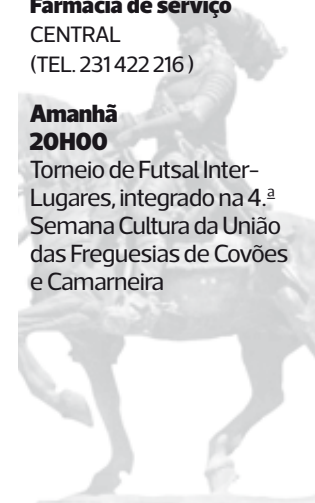 Farmácia de serviço
CENTRAL
(TEL. 231 422 216 )
Amanhã
20H00
Torneio de Futsal Inter-
Lugares, integrado na 4.ª
Semana Cultura da União
das Freguesias de Covões
e Camarneira